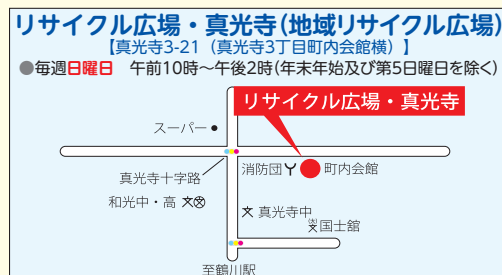 リサイクル広場・真光寺(地域リサイクル広場)
【真光寺3-21（真光寺3丁目町内会館横）】
●毎週日曜日　午前10時～午後2時(年末年始及び第5日曜日を除く)
リサイクル広場・真光寺
スーパー
消防団
町内会館
真光寺十字路
和光中・高 文
文 真光寺中
国士館
至鶴川駅